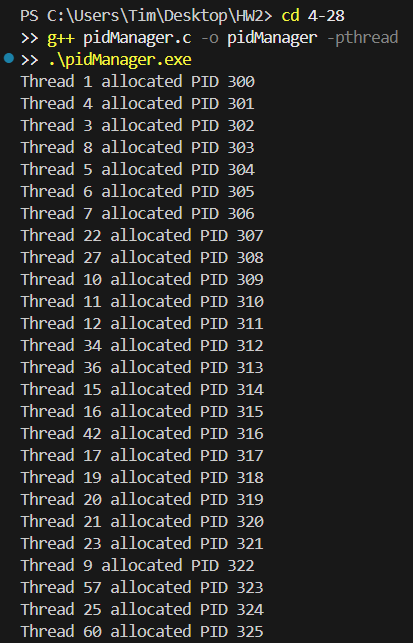 PS C:\Users\Tim\Desktop\HW2> cd 4-28
>> g++ pidManager.c -o pidManager -pthread
>> .\pidManager.exe
Thread 1 allocated PID 300
Thread 4 allocated PID 301
Thread 3 allocated PID 302
Thread 8 allocated PID 303
Thread 5 allocated PID 304
Thread 6 allocated PID 305
Thread 7 allocated PID 306
Thread 22 allocated PID 307
Thread 27 allocated PID 308
Thread 10 allocated PID 309
Thread 11 allocated PID 310
Thread 12 allocated PID 311
Thread 34 allocated PID 312
Thread 36 allocated PID 313
Thread 15 allocated PID 314
Thread 16 allocated PID 315
Thread 42 allocated PID 316
Thread 17 allocated PID 317
Thread 19 allocated PID 318
Thread 20 allocated PID 319
Thread 21 allocated PID 320
Thread 23 allocated PID 321
Thread 9 allocated PID 322
Thread 57 allocated PID 323
Thread 25 allocated PID 324
Thread 60 allocated PID 325